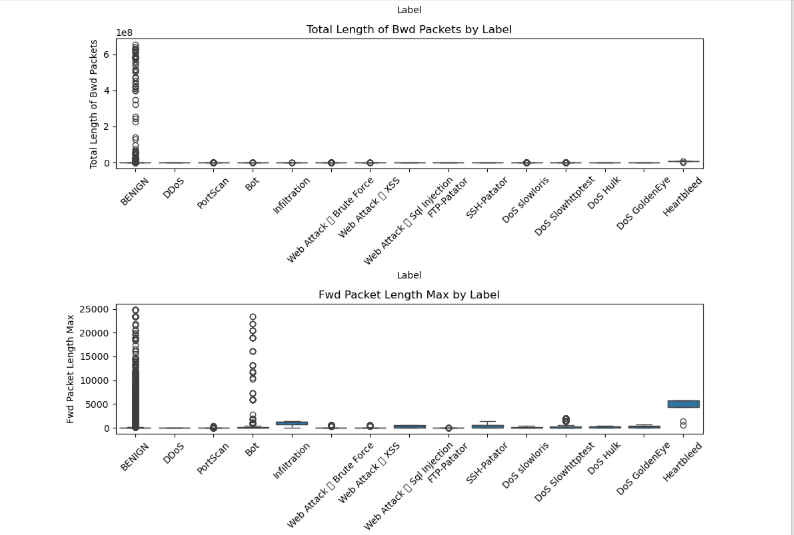 Label
Total Length of Bwd Packets by Label
1e8
Total Length of Bwd Packets
6
4
2
0
BENIGN
DDoS
PortScan
Bot
Infiltration
Web Attack ▯ Brute Force
Web Attack ▯ XSS
Web Attack ▯ Sql Injection
FTP-Patator
SSH-Patator
DoS slowloris
DoS Slowhttptest
DoS Hulk
DoS GoldenEye
Heartbleed
Label
Fwd Packet Length Max by Label
Fwd Packet Length Max
25000
20000
15000
10000
5000
0
BENIGN
DDoS
PortScan
Bot
Infiltration
Web Attack ▯ Brute Force
Web Attack ▯ XSS
Web Attack ▯ Sql Injection
FTP-Patator
SSH-Patator
DoS slowloris
DoS Slowhttptest
DoS Hulk
DoS GoldenEye
Heartbleed